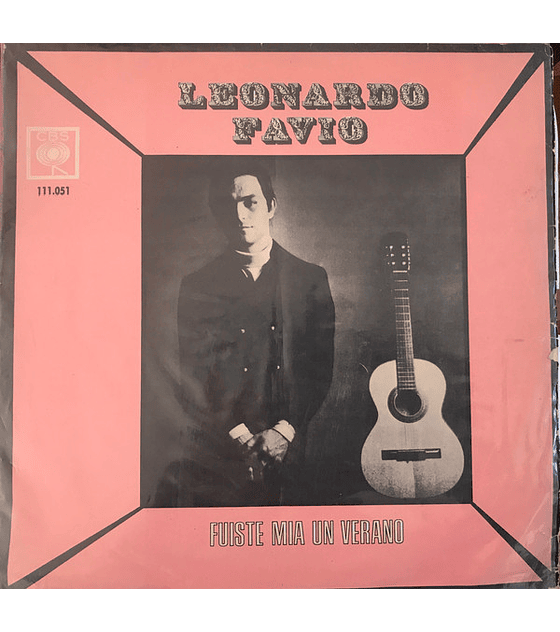 LEONARDO
FAVIO
CBS
111.051
FUISTE MIA UN VERANO